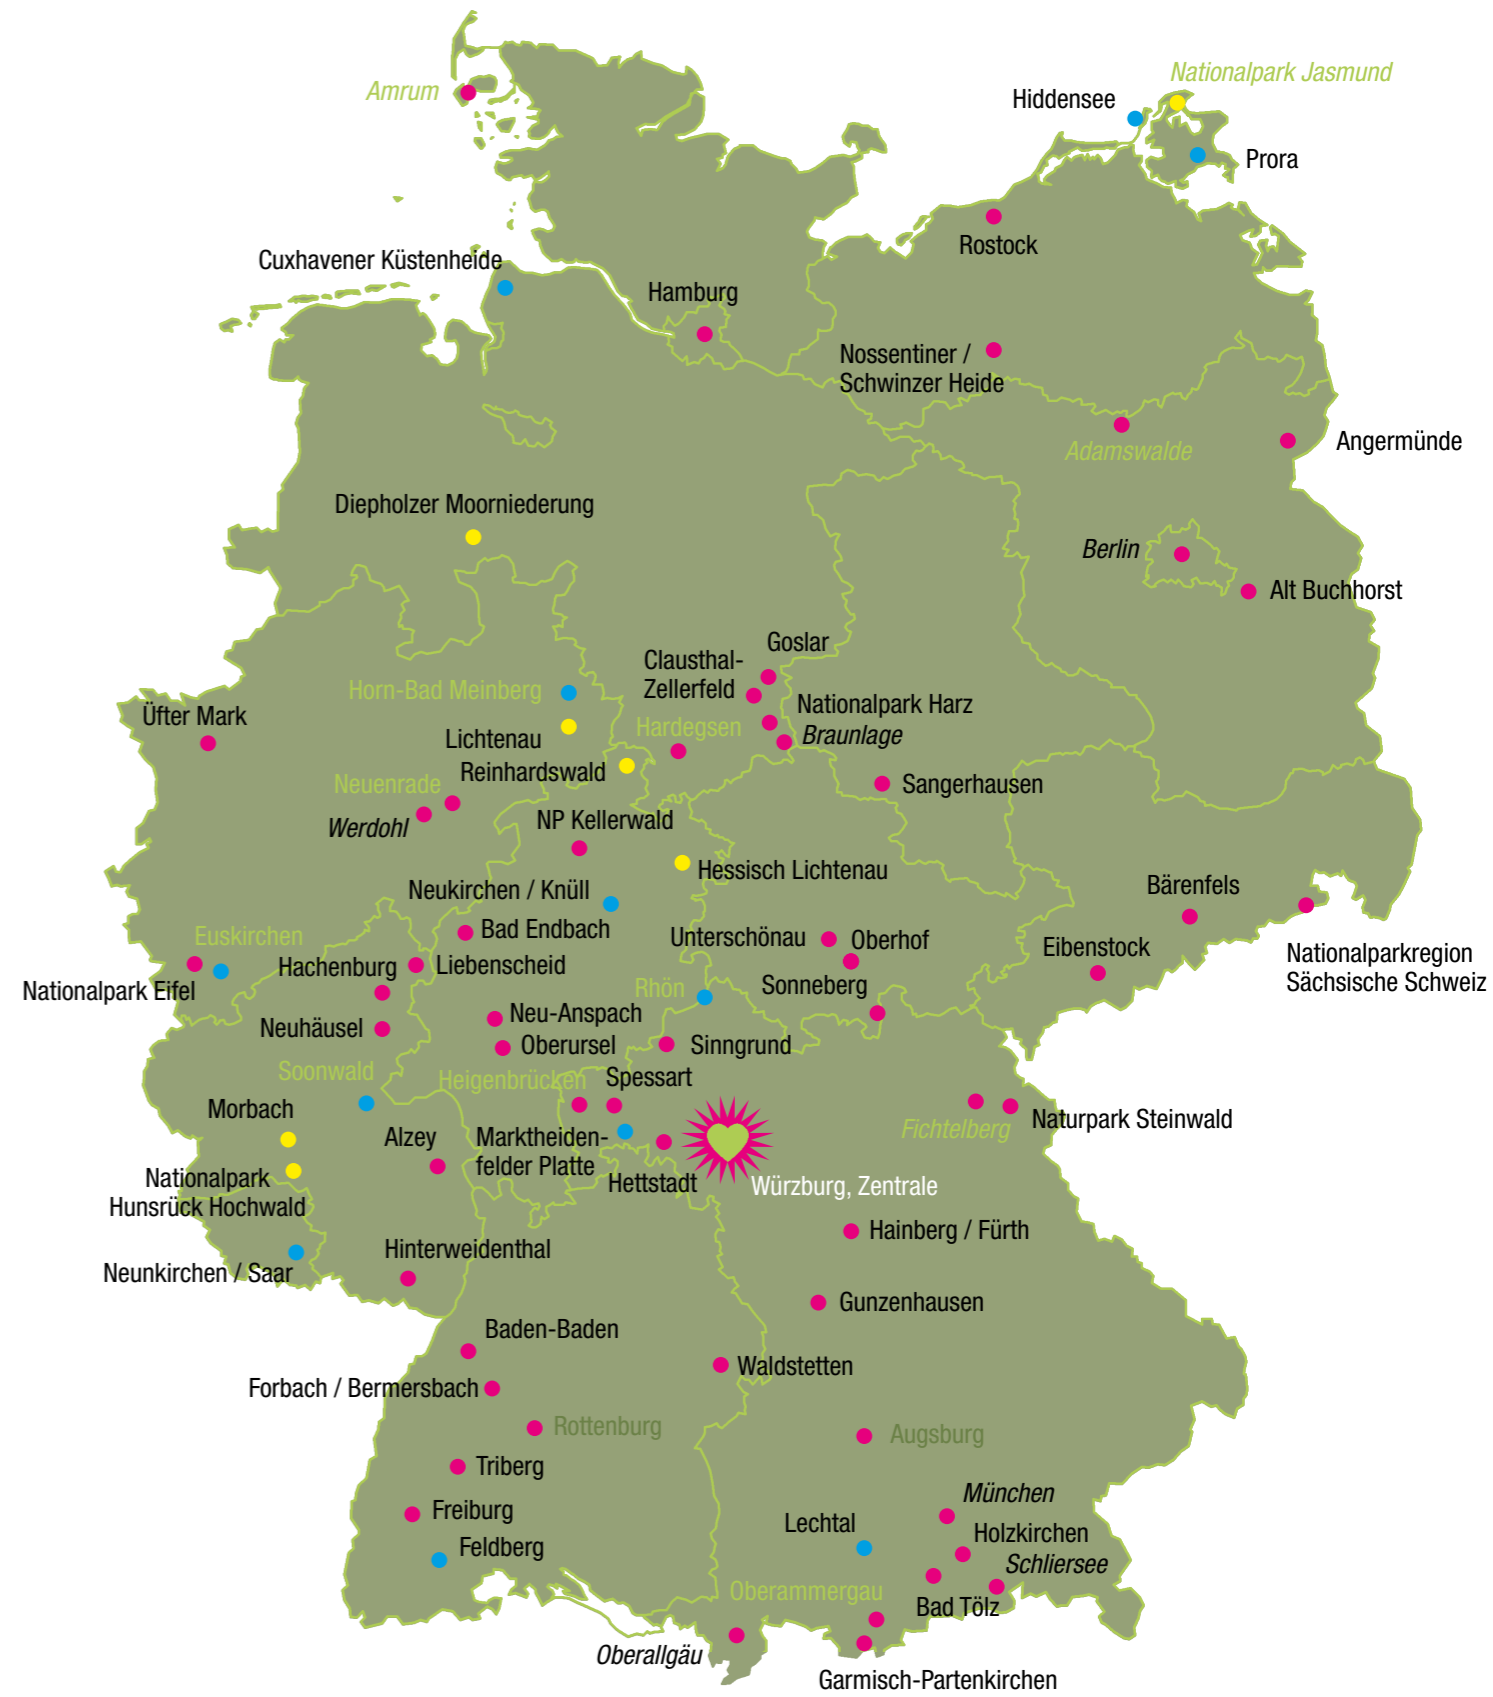 Nationalpark Jasmund
Amrum
Hiddensee
Prora
Rostock
Cuxhavener Küstenheide
Hamburg
Nossentiner /
Schwinzer Heide
Adamswalde
Angermünde
Diepholzer Moorniederung
Berlin
Alt Buchhorst
Goslar
Clausthal-
Zellerfeld
Horn-Bad Meinberg
Nationalpark Harz
Üfter Mark
Hardegsen
Braunlage
Lichtenau
Reinhardswald
Neuenrade
Sangerhausen
Werdohl
NP Kellerwald
Hessisch Lichtenau
Neukirchen / Knüll
Bärenfels
Bad Endbach
Euskirchen
Unterschönau
Oberhof
Eibenstock
Nationalparkregion
Sächsische Schweiz
Hachenburg
Liebenscheid
Nationalpark Eifel
Rhön
Sonneberg
Neu-Anspach
Neuhäusel
Oberursel
Sinngrund
Soonwald
Heigenbrücken
Spessart
Morbach
Naturpark Steinwald
Fichtelberg
Alzey
Marktheiden-
felder Platte
Nationalpark
Hunsrück Hochwald
Hettstadt
Würzburg, Zentrale
Hainberg / Fürth
Hinterweidenthal
Neunkirchen / Saar
Gunzenhausen
Baden-Baden
Waldstetten
Forbach / Bermersbach
Rottenburg
Augsburg
Triberg
München
Freiburg
Lechtal
Holzkirchen
Feldberg
Schliersee
Oberammergau
Bad Tölz
Oberallgäu
Garmisch-Partenkirchen